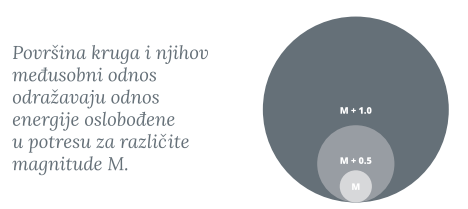 Površina kruga i njihov
međusobni odnos
odražavaju odnos
energije oslobođene
u potresu za različite
magnitude M.
M + 1.0
M + 0.5
M